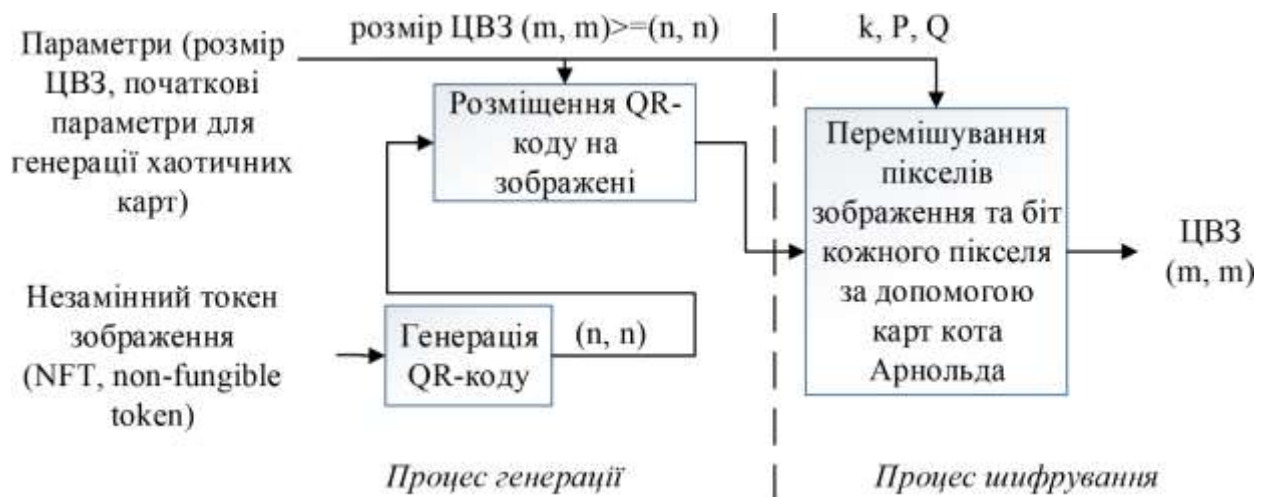 Параметри (розмір
ЦВЗ, початкові
параметри для
генерації хаотичних
карт)
розмір ЦВЗ (m, m)>=(n, n)
k, P, Q
Розміщення QR-
коду на
зображені
Перемішування
пікселів
зображення та біт
кожного пікселя
за допомогою
карт кота
Арнольда
ЦВЗ
(m, m)
Незамінний токен
зображення
(NFT, non-fungible
token)
Генерація
QR-коду
(n, n)
Процес генерації
Процес шифрування